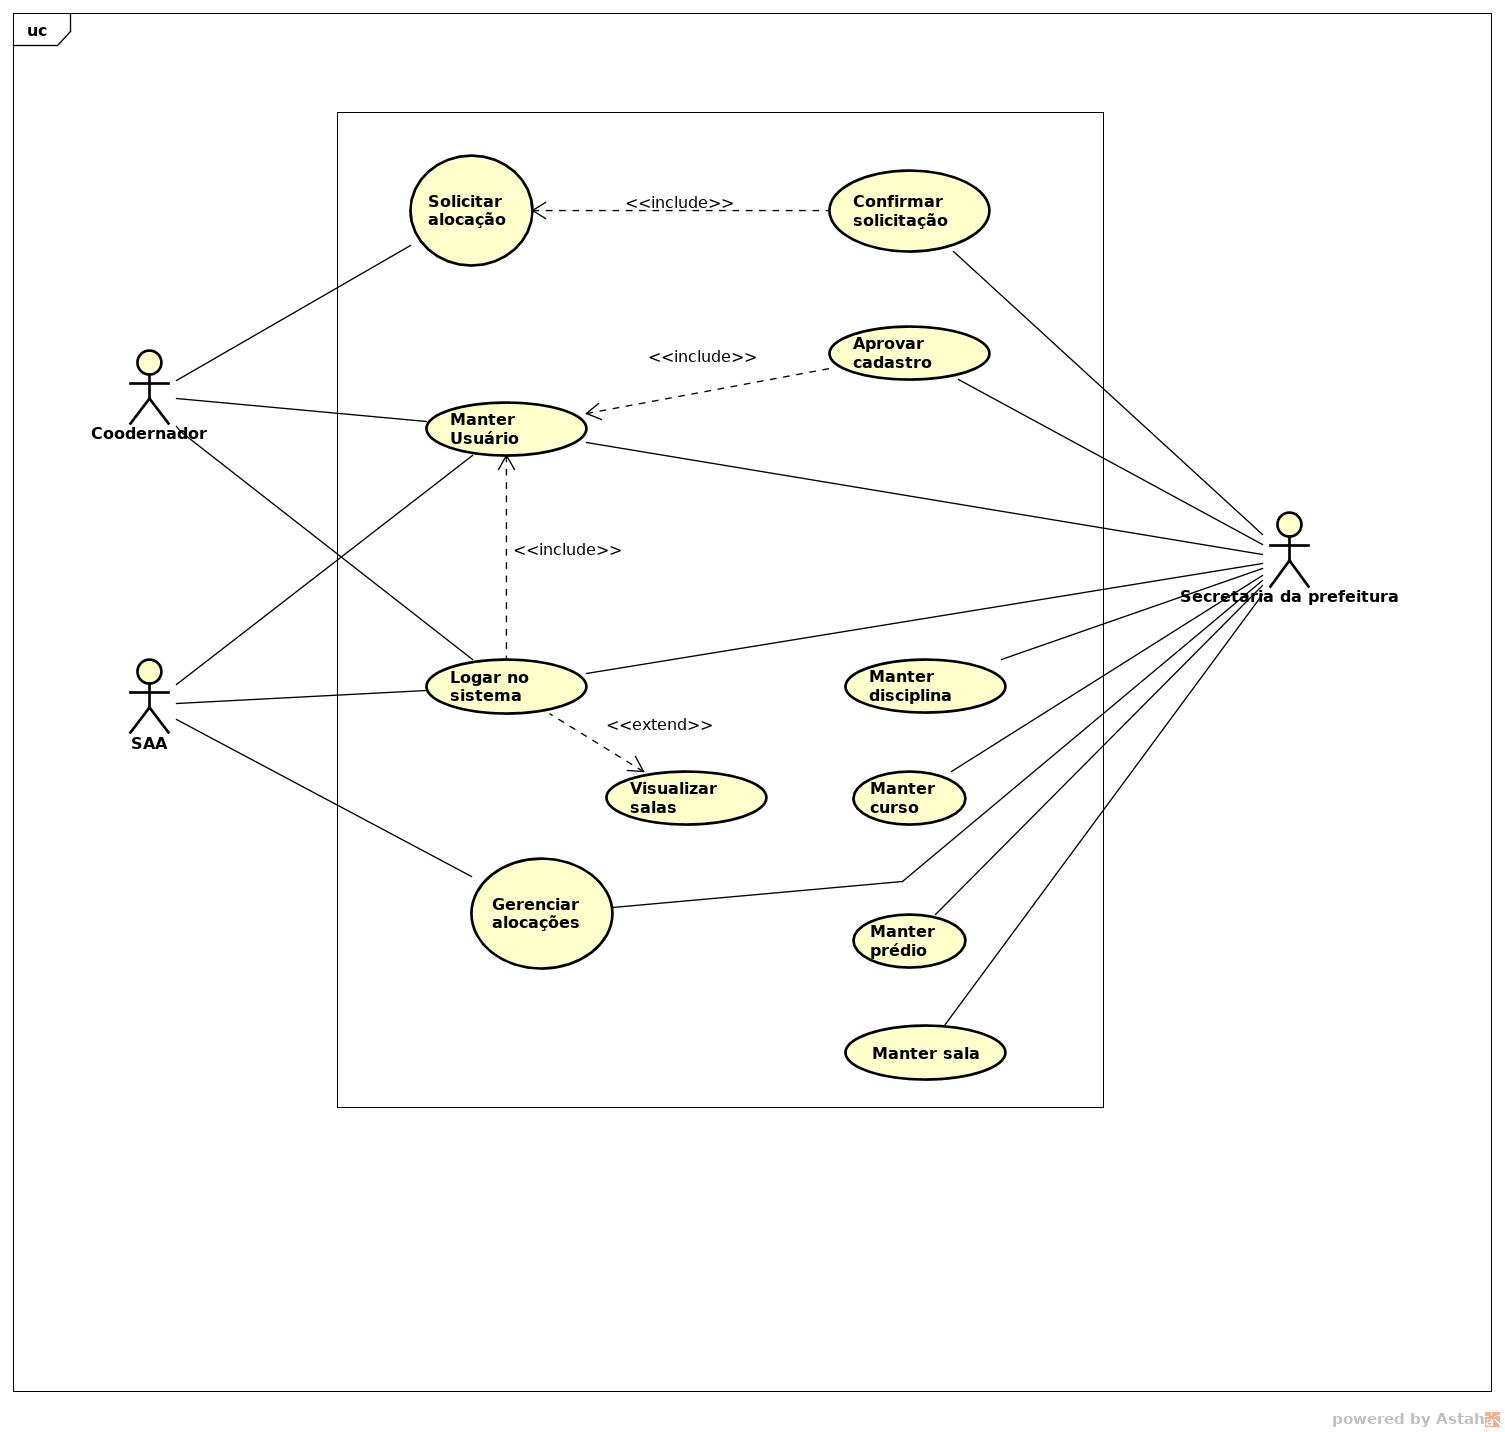 uc
Solicitar
alocação
<<include>>
Confirmar
solicitação
<<include>>
Aprovar
cadastro
Manter
Usuário
Coodernador
<<include>>
Secretaria da prefeitura
Logar no
sistema
Manter
disciplina
SAA
<<extend>>
Visualizar
salas
Manter
curso
Gerenciar
alocações
Manter
prédio
Manter sala
powered by Astah